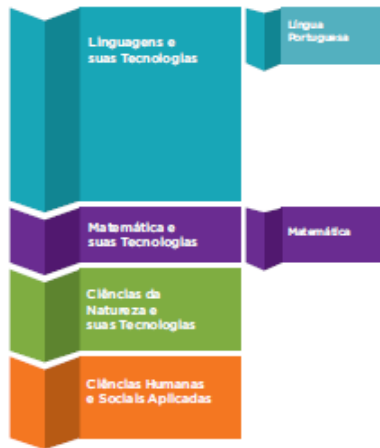 Linguagens e
suas Tecnologias
Língua
Portuguesa
Matemática e
suas Tecnologias
Matemática
Ciências da
Natureza e
suas Tecnologias
Ciências Humanas
e Sociais Aplicadas